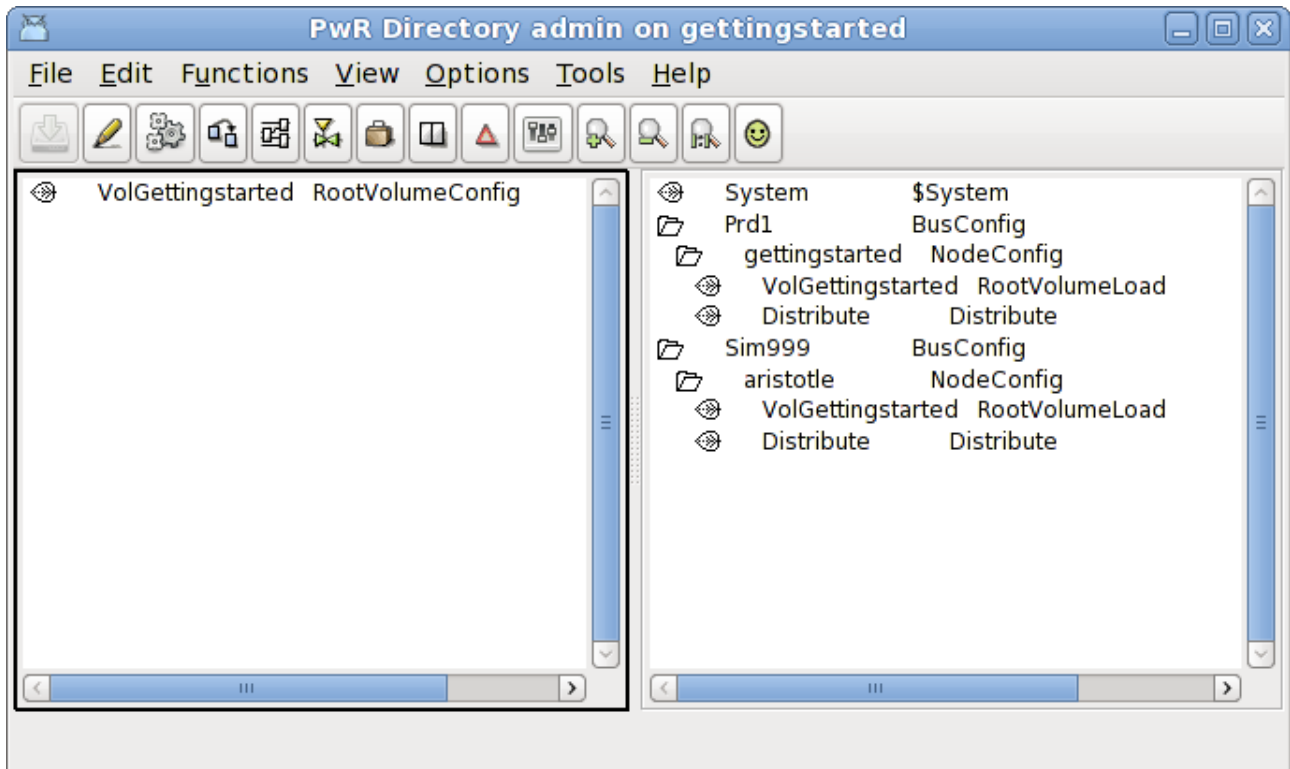 PwR Directory admin on gettingstarted
File Edit Functions View Options Tools Help
VolGettingstarted RootVolumeConfig
System $System
Prd1 BusConfig
gettingstarted NodeConfig
VolGettingstarted RootVolumeLoad
Distribute Distribute
Sim999 BusConfig
aristotle NodeConfig
VolGettingstarted RootVolumeLoad
Distribute Distribute